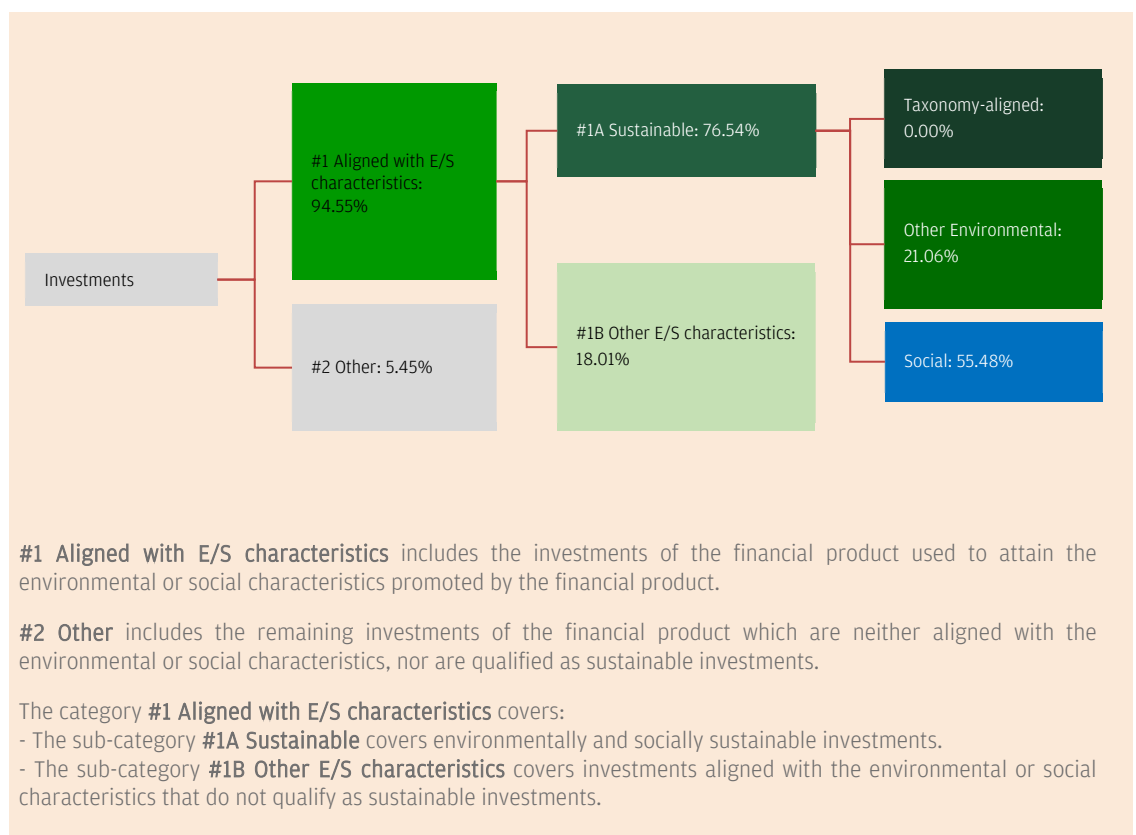 Investments
#1 Aligned with E/S
characteristics:
94.55%
#2 Other: 5.45%
#1A Sustainable: 76.54%
#1B Other E/S characteristics:
18.01%
Taxonomy-aligned:
0.00%
Other Environmental:
21.06%
Social: 55.48%
#1 Aligned with E/S characteristics includes the investments of the financial product used to attain the
environmental or social characteristics promoted by the financial product.
#2 Other includes the remaining investments of the financial product which are neither aligned with the
environmental or social characteristics, nor are qualified as sustainable investments.
The category #1 Aligned with E/S characteristics covers:
- The sub-category #1A Sustainable covers environmentally and socially sustainable investments.
- The sub-category #1B Other E/S characteristics covers investments aligned with the environmental or social
characteristics that do not qualify as sustainable investments.